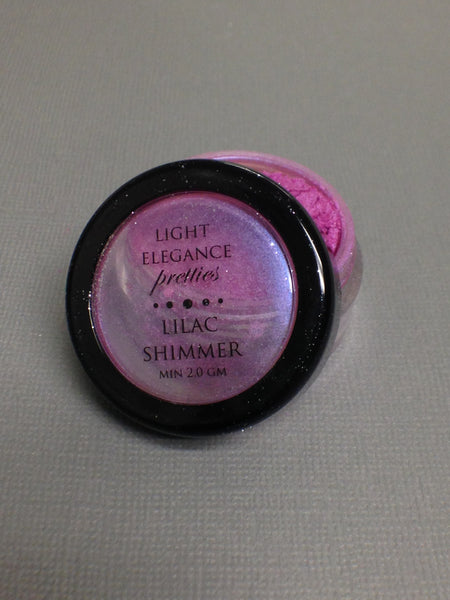 LIGHT
ELEGANCE
pretties
LILAC
SHIMMER
MIN 2.0 GM